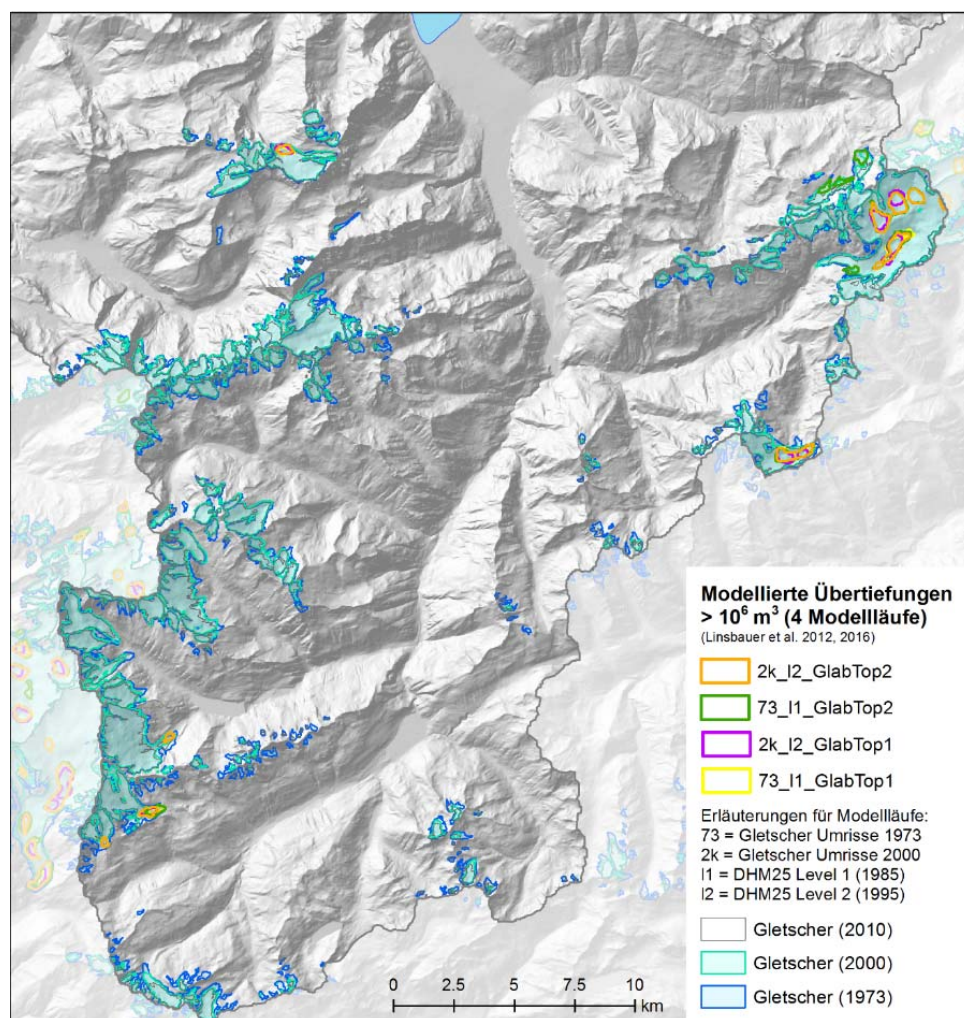 Modellierte Übertiefungen
> 10⁶ m³ (4 Modellläufe)
(Linsbauer et al. 2012, 2016)
2k_l2_GlabTop2
73_l1_GlabTop2
2k_l2_GlabTop1
73_l1_GlabTop1
Erläuterungen für Modelläufe:
73 = Gletscher Umrisse 1973
2k = Gletscher Umrisse 2000
l1 = DHM25 Level 1 (1985)
l2 = DHM25 Level 2 (1995)
Gletscher (2010)
Gletscher (2000)
Gletscher (1973)
0 2.5 5 7.5 10
km